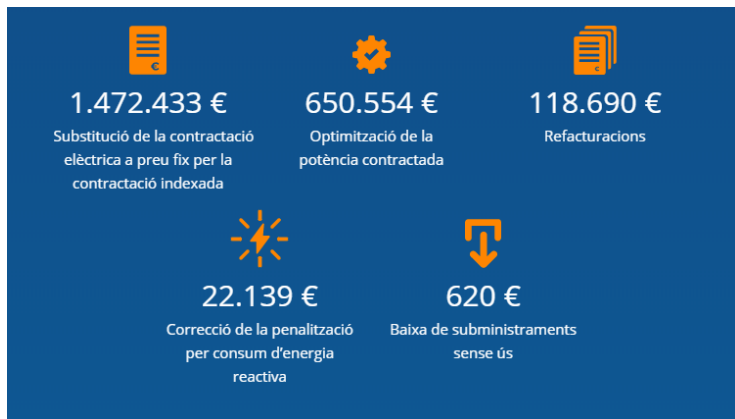 1.472.433 €
Substitució de la contractació
elèctrica a preu fix per la
contractació indexada
650.554 €
Optimització de la
potència contractada
118.690 €
Refacturacions
22.139 €
Correcció de la penalització
per consum d'energia
reactiva
620 €
Baixa de subministraments
sense ús